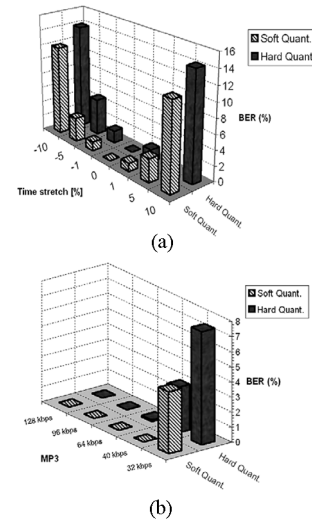 Soft Quant.
Hard Quant.
16
14
12
10
8
6
4
2
0
BER (%)
-10
-5
-1
0
1
5
10
Time stretch [%]
Soft Quant.
Hard Quant.
(a)
Soft Quant.
Hard Quant.
8
7
6
5
4
3
2
1
0
BER (%)
128 kbps
96 kbps
64 kbps
40 kbps
32 kbps
MP3
Soft Quant.
Hard Quant.
(b)